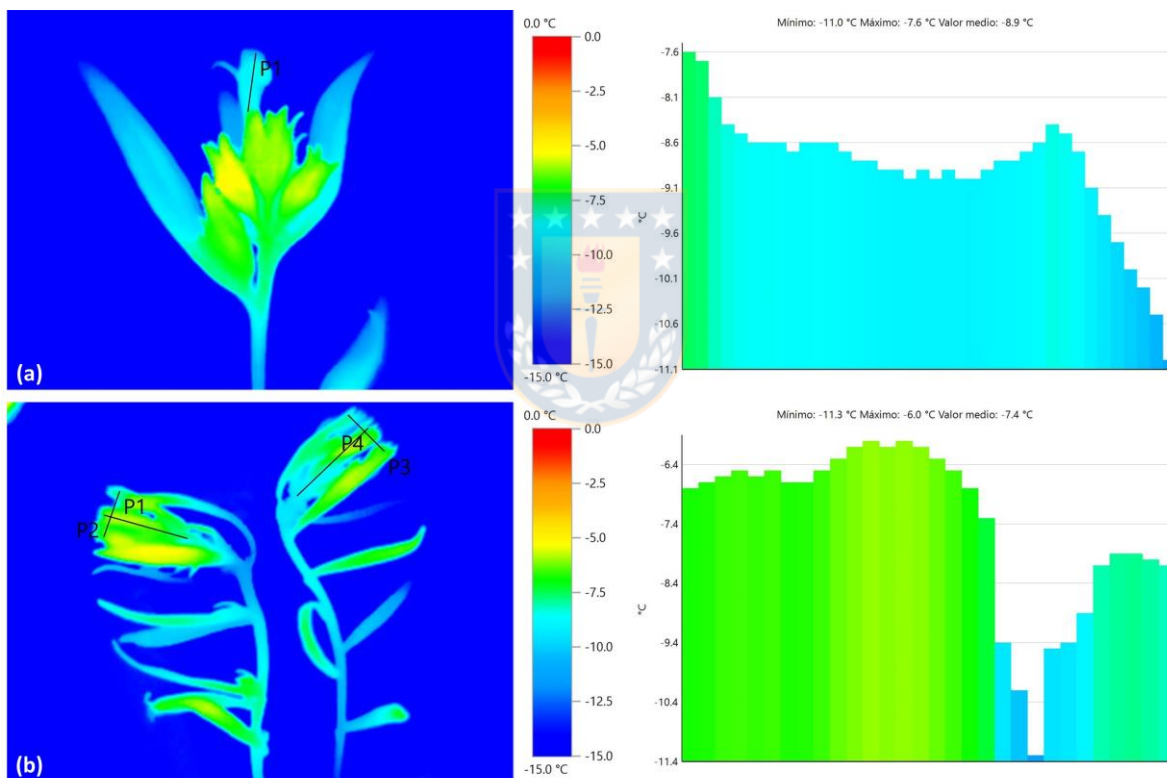 0.0 °C
Mínimo: -11.0 °C Máximo: -7.6 °C Valor medio: -8.9 °C
P1
0.0
-2.5
-5.0
-7.5
-10.0
-12.5
-15.0
-15.0 °C
°C
-7.6
-8.1
-8.6
-9.1
-9.6
-10.1
-10.6
-11.1
(a)
0.0 °C
Mínimo: -11.3 °C Máximo: -6.0 °C Valor medio: -7.4 °C
P4
P3
P1
P2
0.0
-2.5
-5.0
-7.5
-10.0
-12.5
-15.0
-15.0 °C
°C
-6.4
-7.4
-8.4
-9.4
-10.4
-11.4
(b)